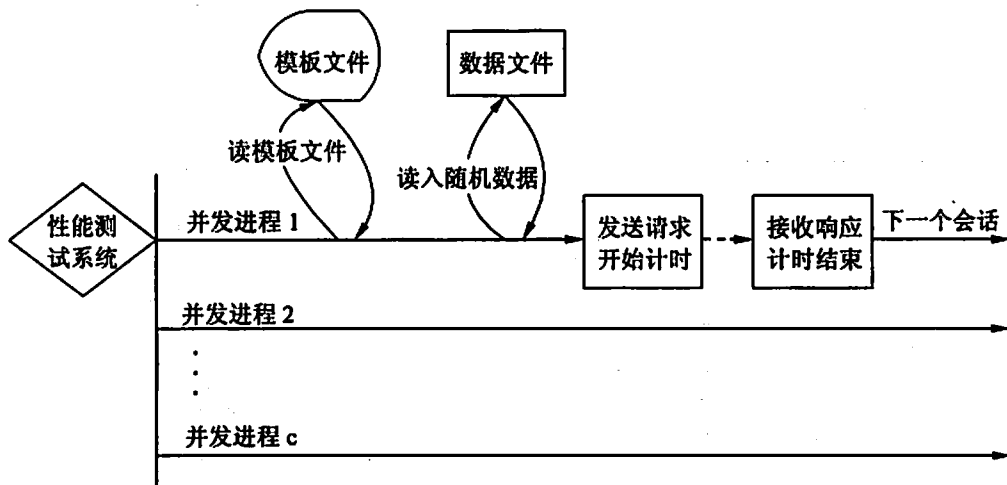 模板文件
数据文件
读模板文件
读入随机数据
性能测
试系统
并发进程 1
发送请求
开始计时
接收响应
计时结束
下一个会话
并发进程 2
并发进程 c